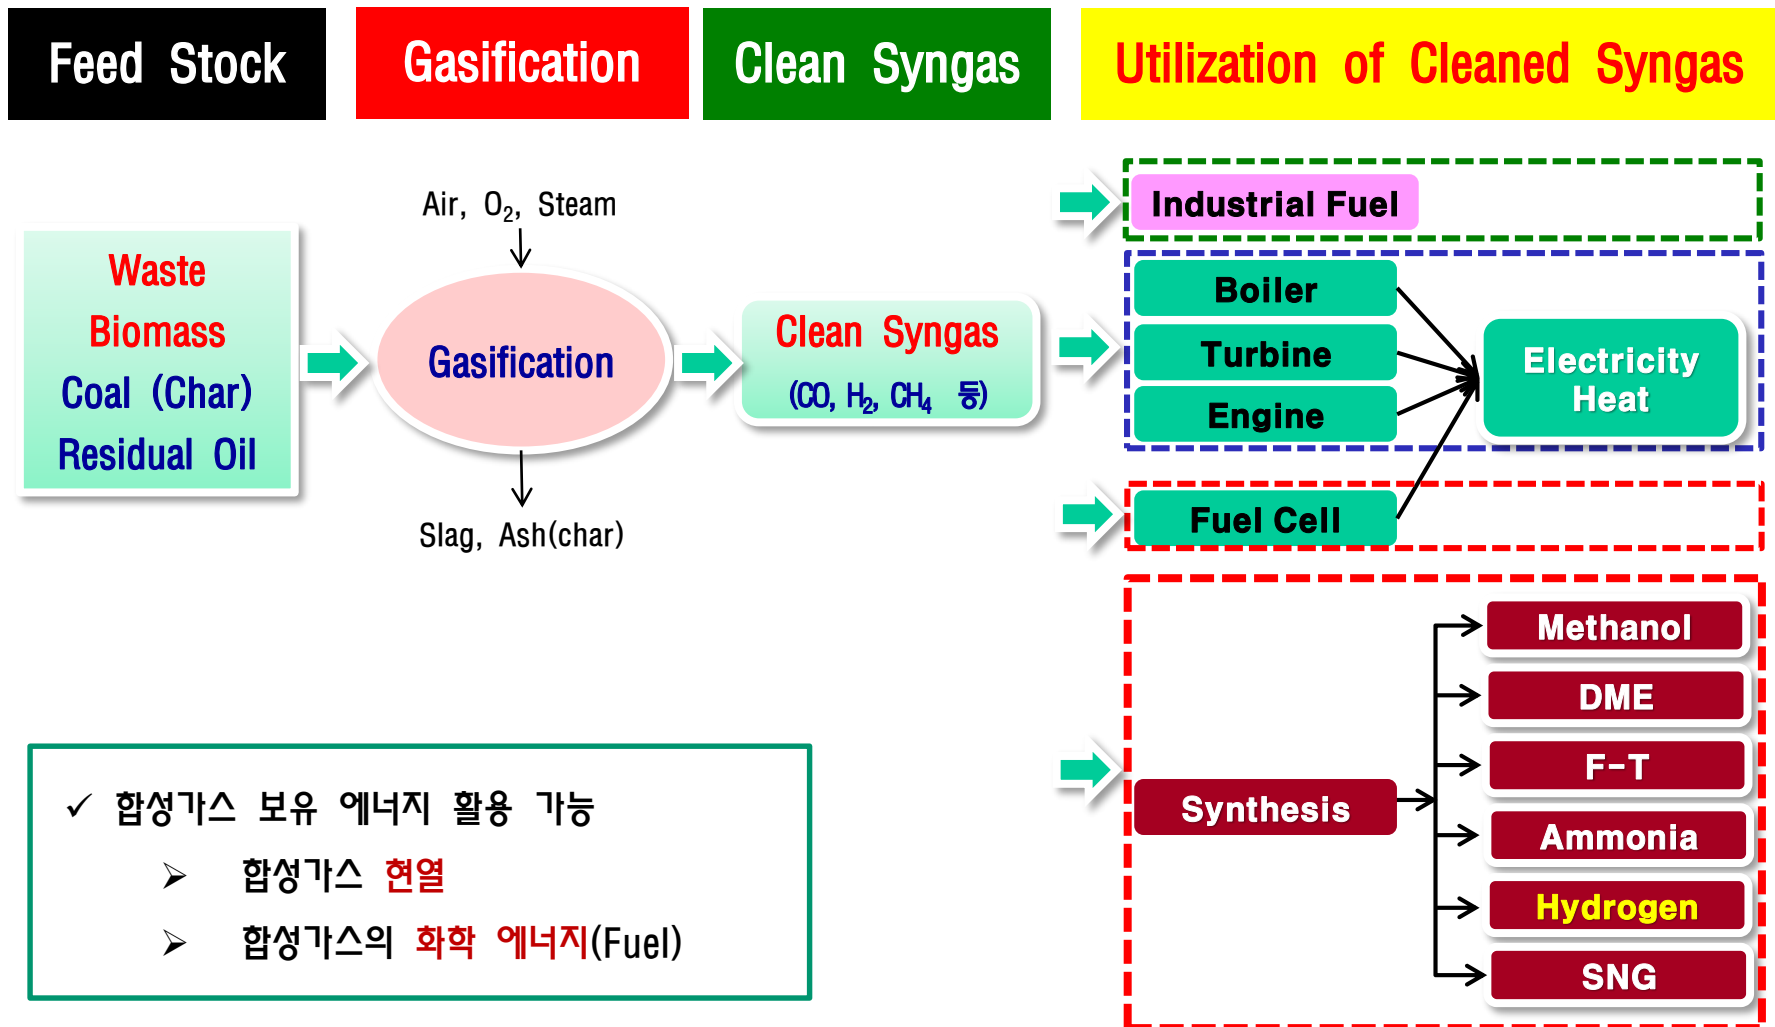 Feed Stock
Gasification
Clean Syngas
Utilization of Cleaned Syngas
Waste
Biomass
Coal (Char)
Residual Oil
Air, O₂, Steam
Gasification
Slag, Ash(char)
Clean Syngas
(CO, H₂, CH₄ 등)
Industrial Fuel
Boiler
Turbine
Engine
Electricity
Heat
Fuel Cell
Synthesis
Methanol
DME
F-T
Ammonia
Hydrogen
SNG
✓ 합성가스 보유 에너지 활용 가능
➢ 합성가스 현열
➢ 합성가스의 화학 에너지(Fuel)